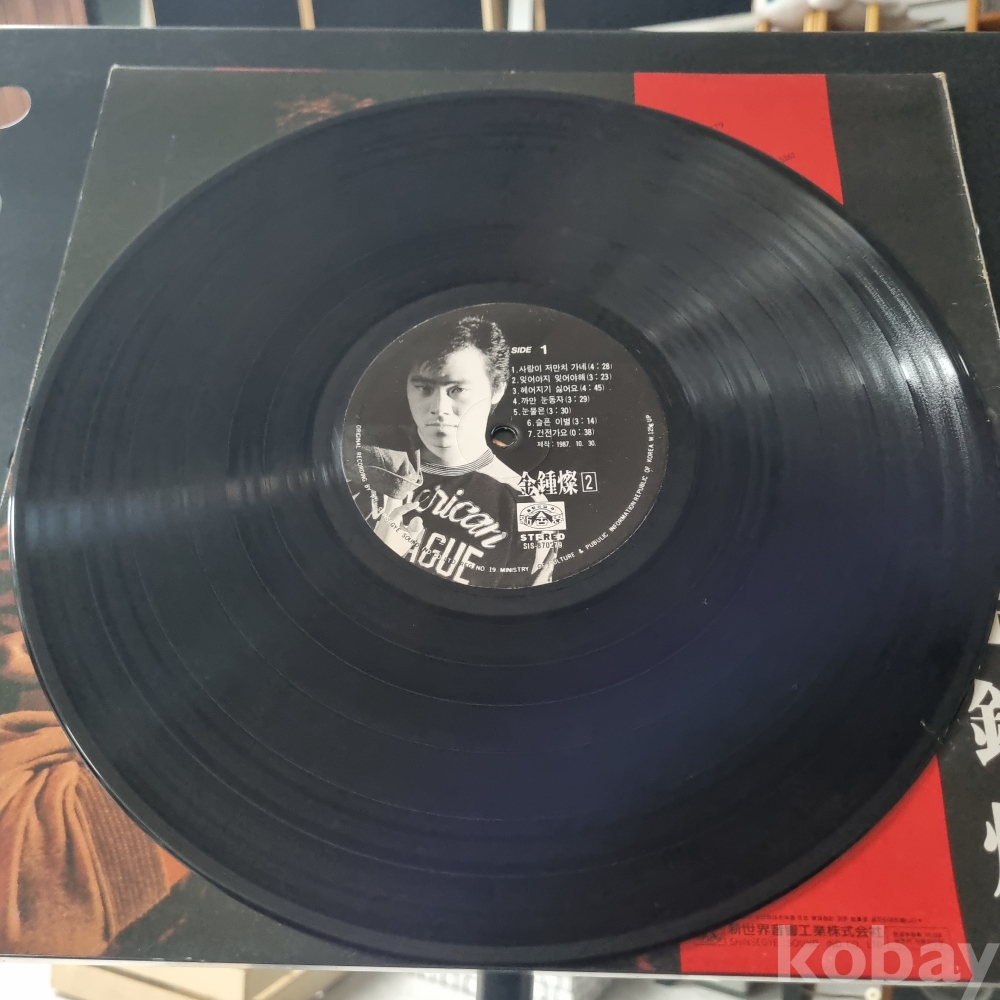 SIDE 1
1.사랑이 저만치 가네(4:28)
2.잊어야지 잊어야해(3:23)
3.헤어지기 싫어요(4:45)
4.까만 눈동자(3:29)
5.눈물은(3:30)
6.슬픈 이별(3:14)
7.건전가요(0:38)
제작:1987. 10. 30.
金鍾燦 2
STEREO
erican
AGUE
ORIGINAL RECORDING BY
NO 19 MINISTRY OF CULTURE & PUBULIC INFORMATION REPUBLIC OF KOREA.
鍾
新世界音響工業株式会社
kobay